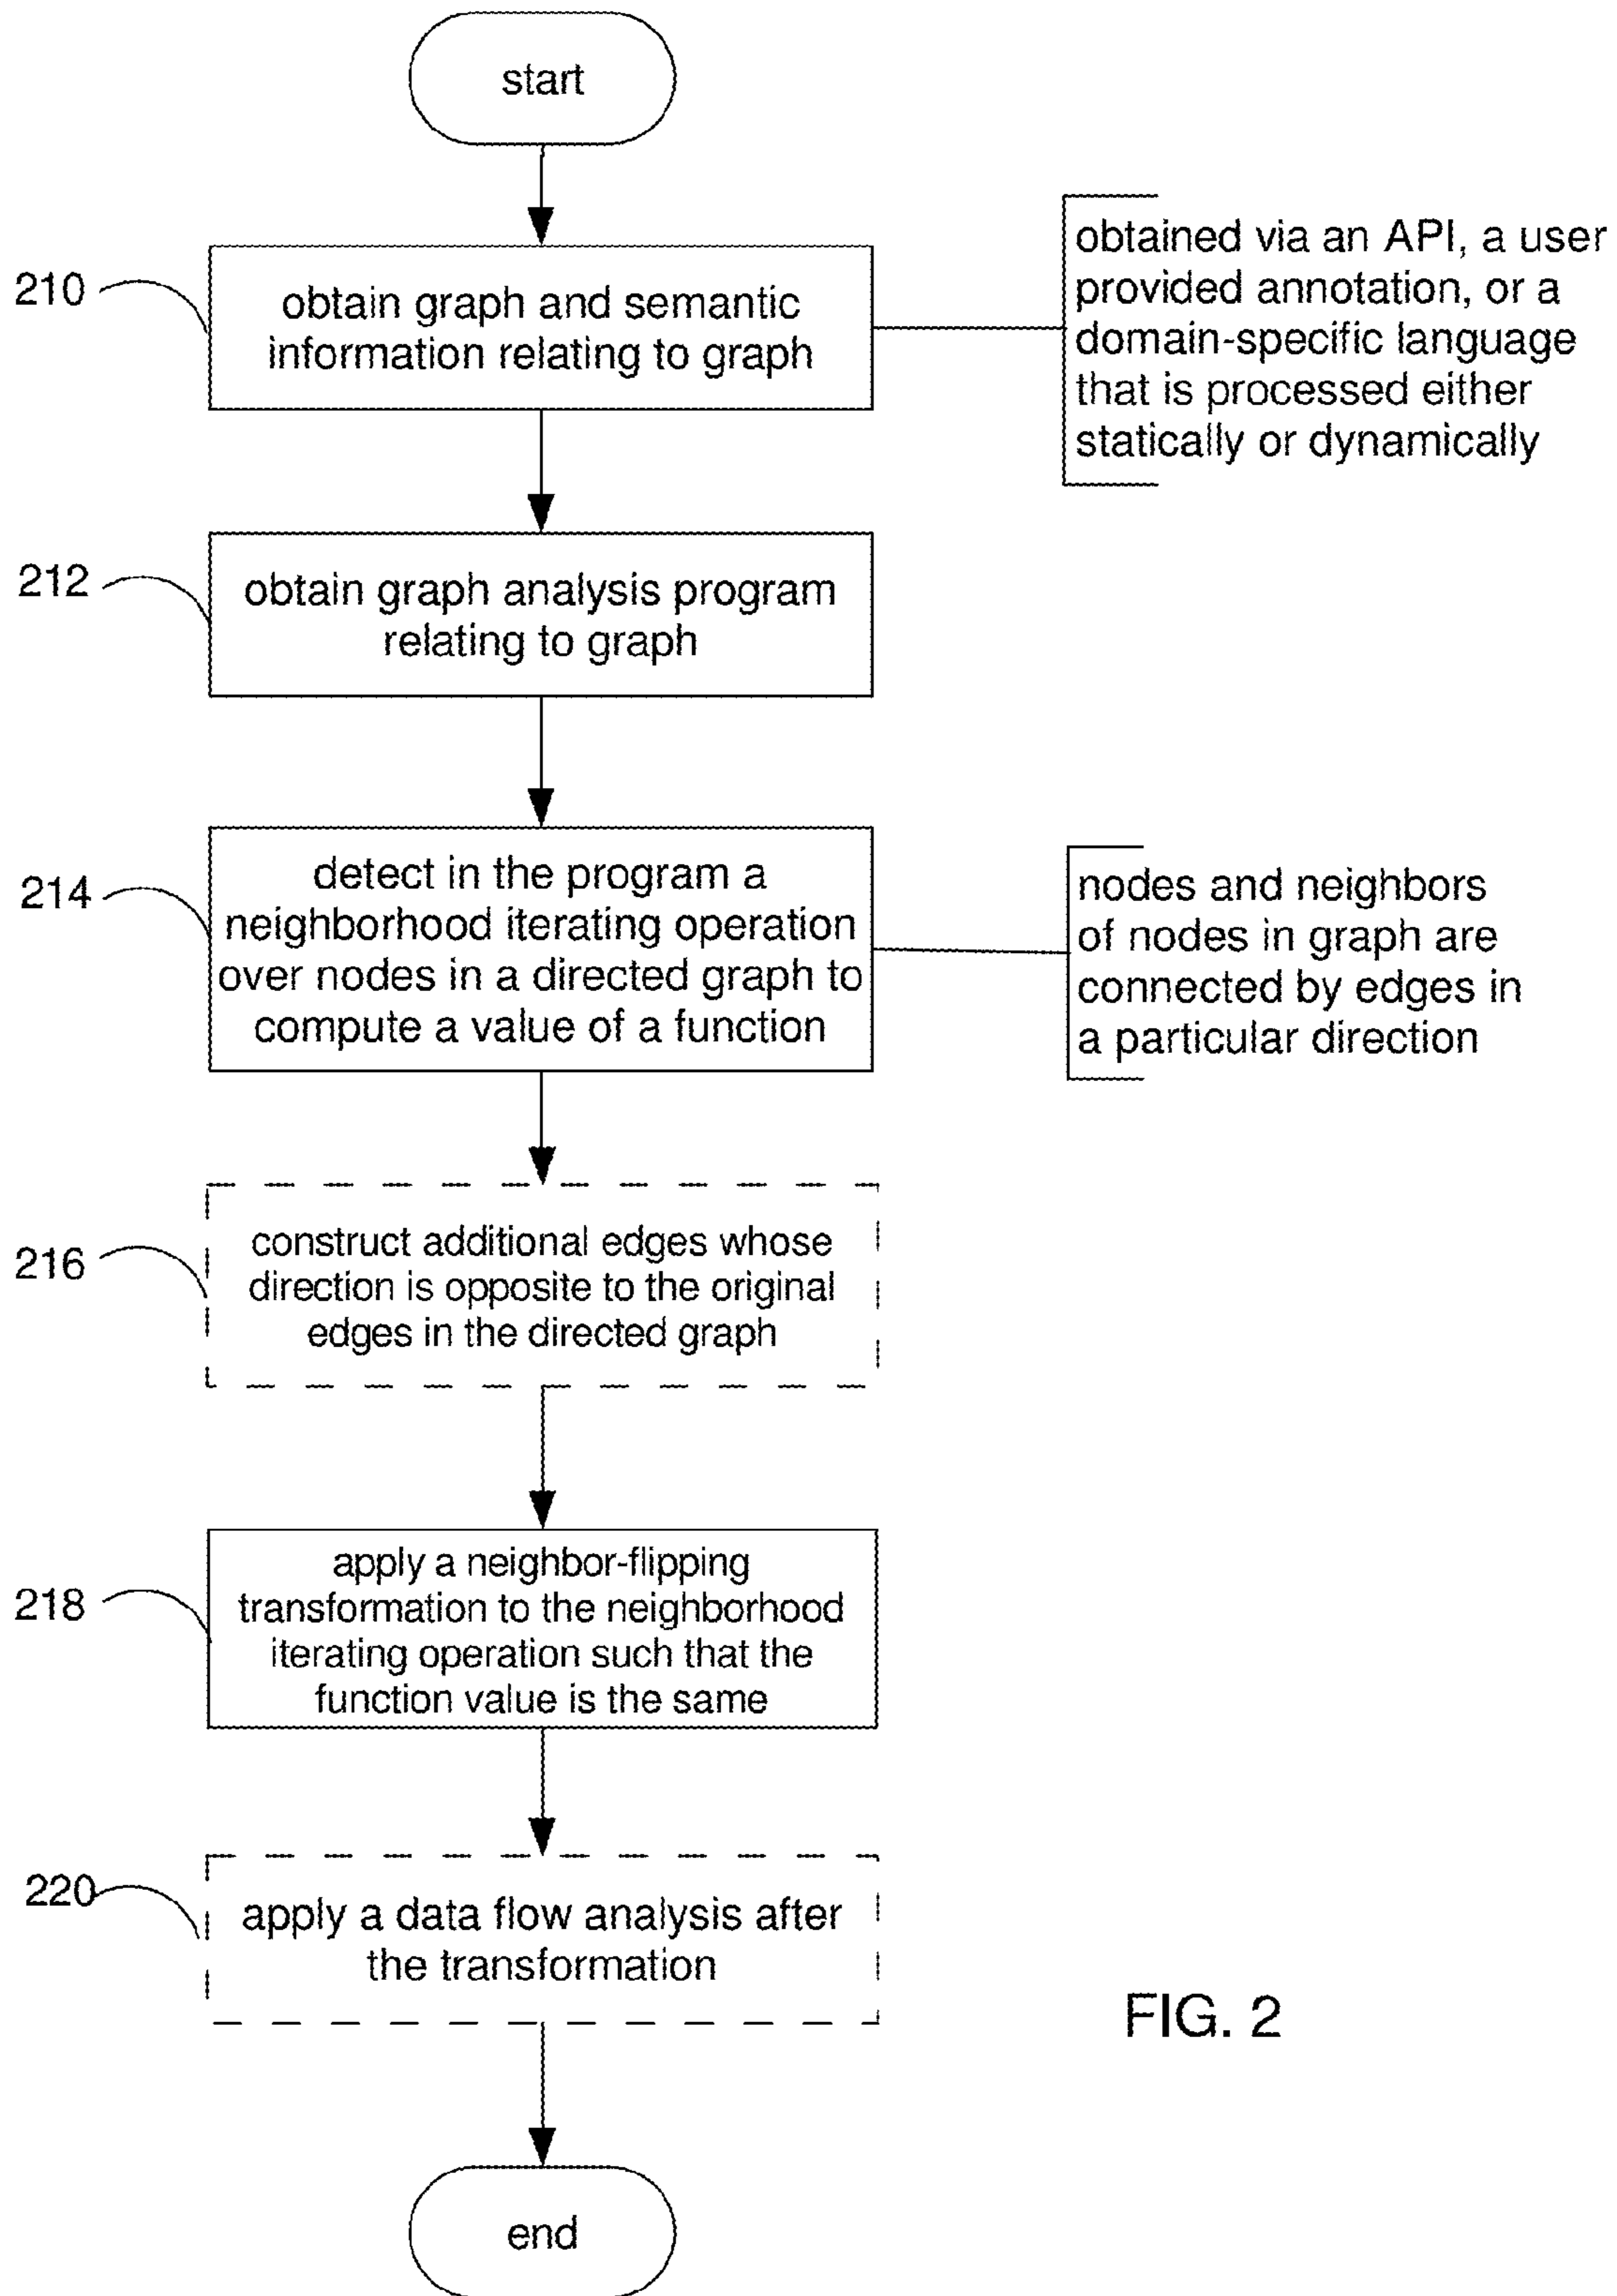 start
210
obtain graph and semantic
information relating to graph
obtained via an API, a user
provided annotation, or a
domain-specific language
that is processed either
statically or dynamically
212
obtain graph analysis program
relating to graph
214
detect in the program a
neighborhood iterating operation
over nodes in a directed graph to
compute a value of a function
nodes and neighbors
of nodes in graph are
connected by edges in
a particular direction
216
construct additional edges whose
direction is opposite to the original
edges in the directed graph
218
apply a neighbor-flipping
transformation to the neighborhood
iterating operation such that the
function value is the same
220
apply a data flow analysis after
the transformation
FIG. 2
end